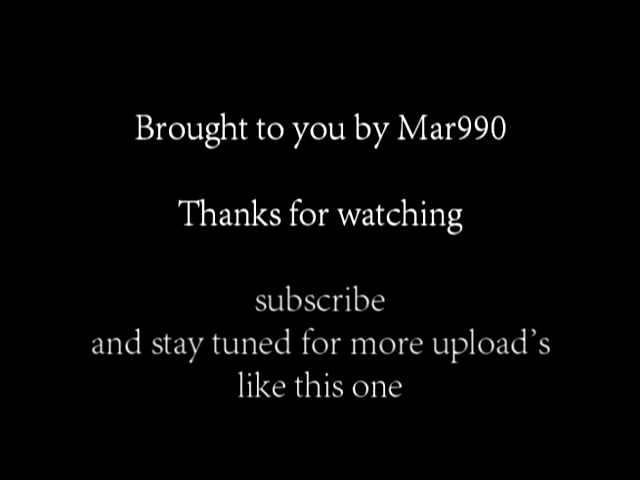 Brought to you by Mar990
Thanks for watching
subscribe
and stay tuned for more upload's
like this one